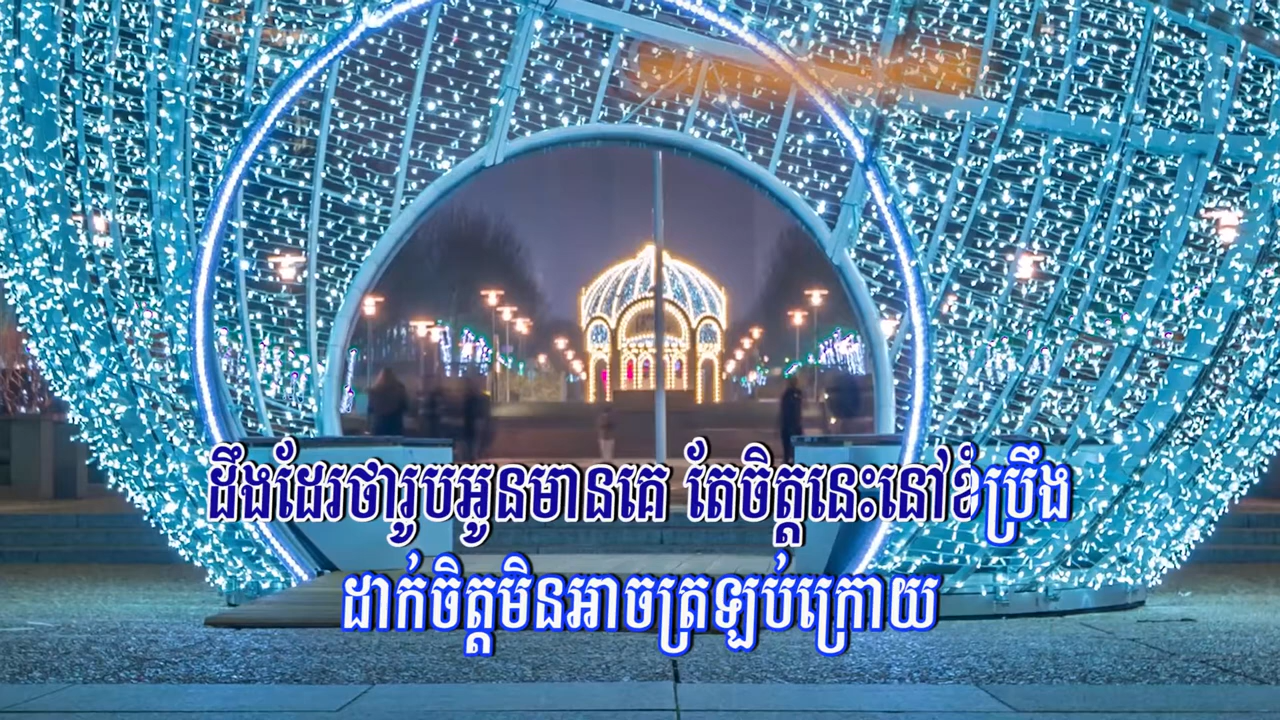 ដឹងដែរថារូបអូនមានគេ តែចិត្តនេះនៅខំប្រឹង
ដាក់ចិត្តមិនអាចត្រឡប់ក្រោយ